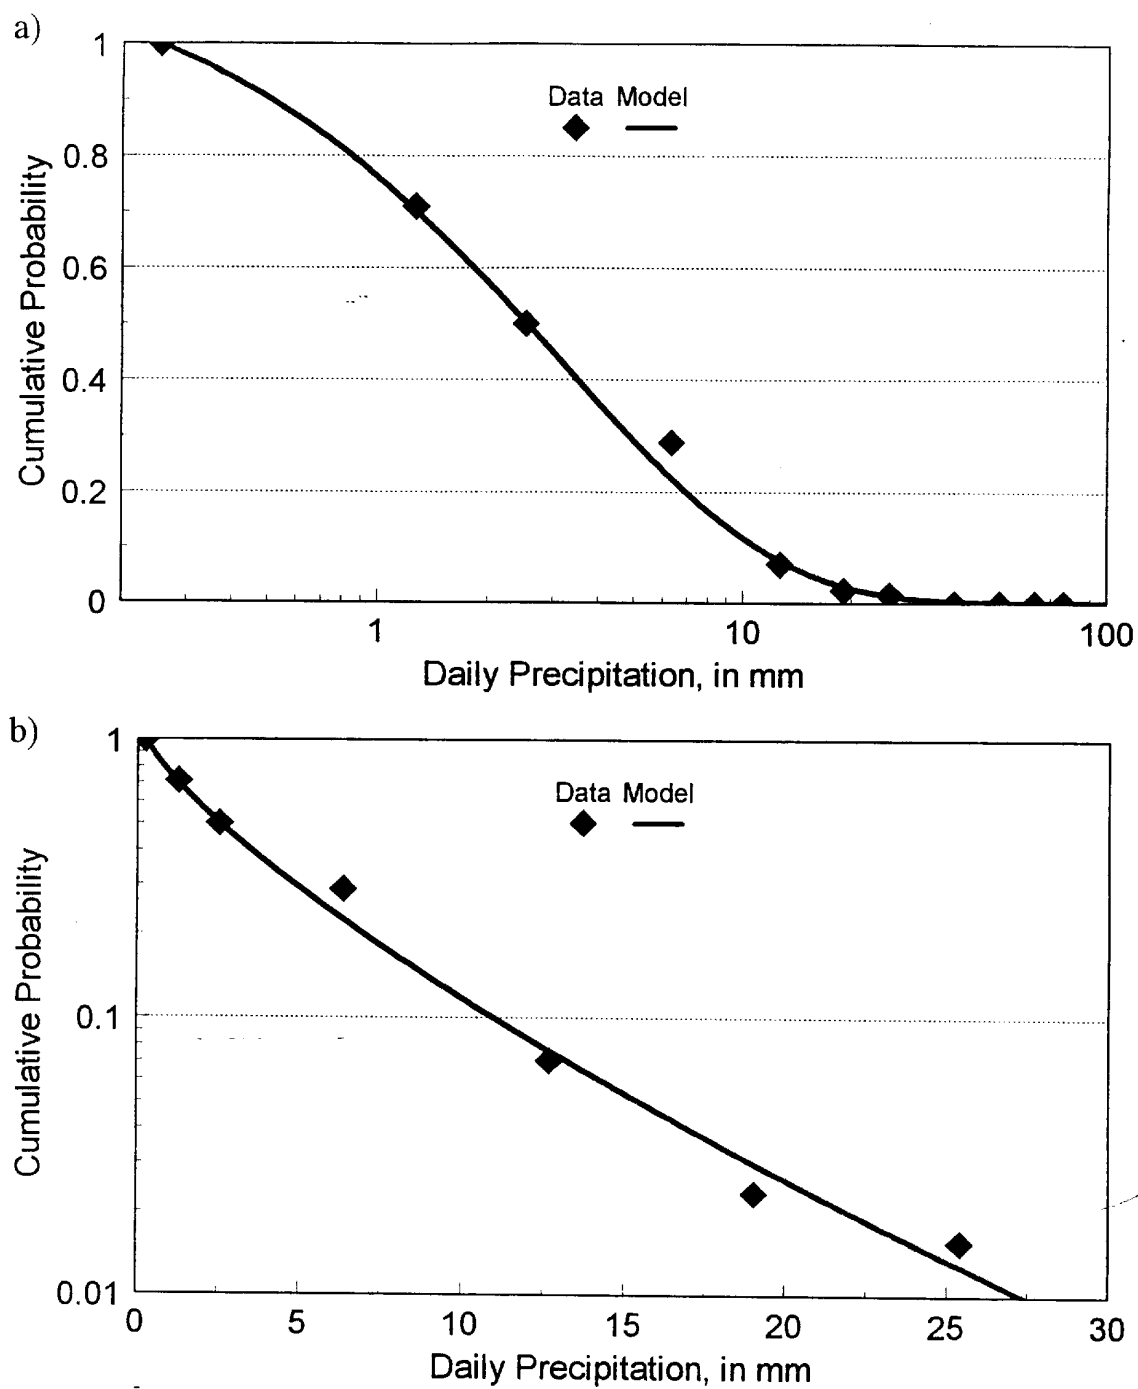 a)
1
0.8
0.6
0.4
0.2
0
Cumulative Probability
Data Model
1 10 100
Daily Precipitation, in mm
b)
1
0.1
0.01
Cumulative Probability
Data Model
0 5 10 15 20 25 30
Daily Precipitation, in mm